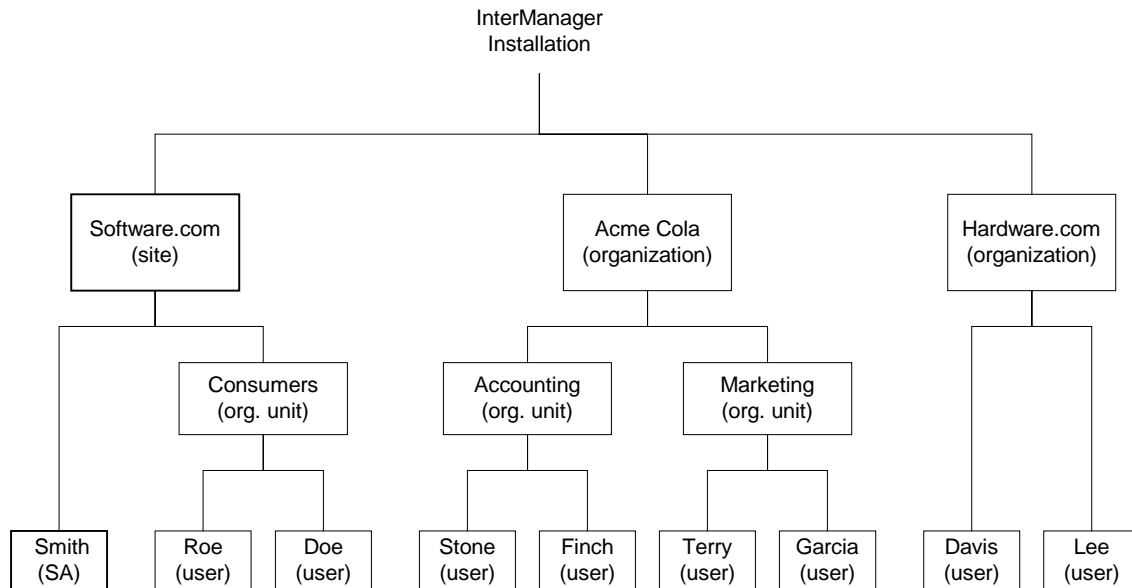 InterManager
Installation
Software.com
(site)
Acme Cola
(organization)
Hardware.com
(organization)
Consumers
(org. unit)
Accounting
(org. unit)
Marketing
(org. unit)
Smith
(SA)
Roe
(user)
Doe
(user)
Stone
(user)
Finch
(user)
Terry
(user)
Garcia
(user)
Davis
(user)
Lee
(user)